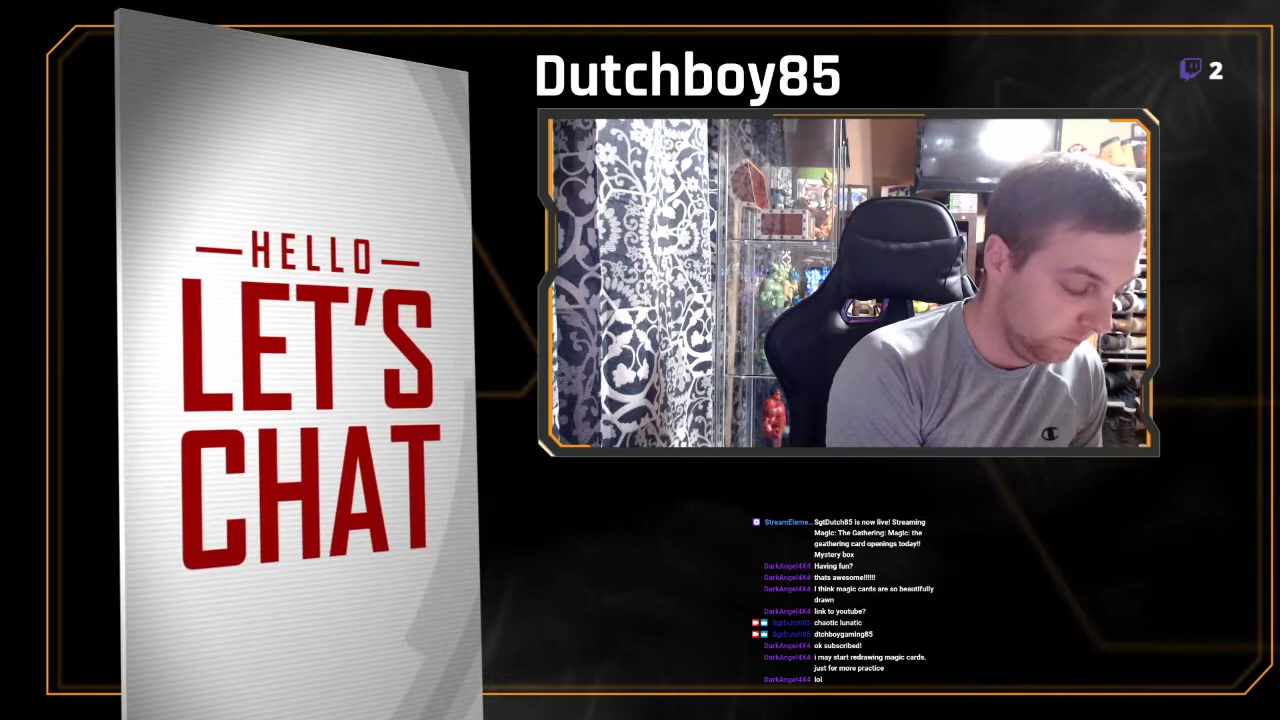 Dutchboy85
2
HELLO
LET'S
CHAT
StreamEleme... SgtDutch85 is now live! Streaming
Magic: The Gathering: Magic: the
geathering card openings today!!
Mystery box
DarkAngel4X4 Having fun?
DarkAngel4X4 thats awesome!!!!!!
DarkAngel4X4 I think magic cards are so beautifully
drawn
DarkAngel4X4 link to youtube?
SgtDutch85 chaotic lunatic
SgtDutch85 dtchboygaming85
DarkAngel4X4 ok subscribed!
DarkAngel4X4 i may start redrawing magic cards.
just for more practice
DarkAngel4X4 lol